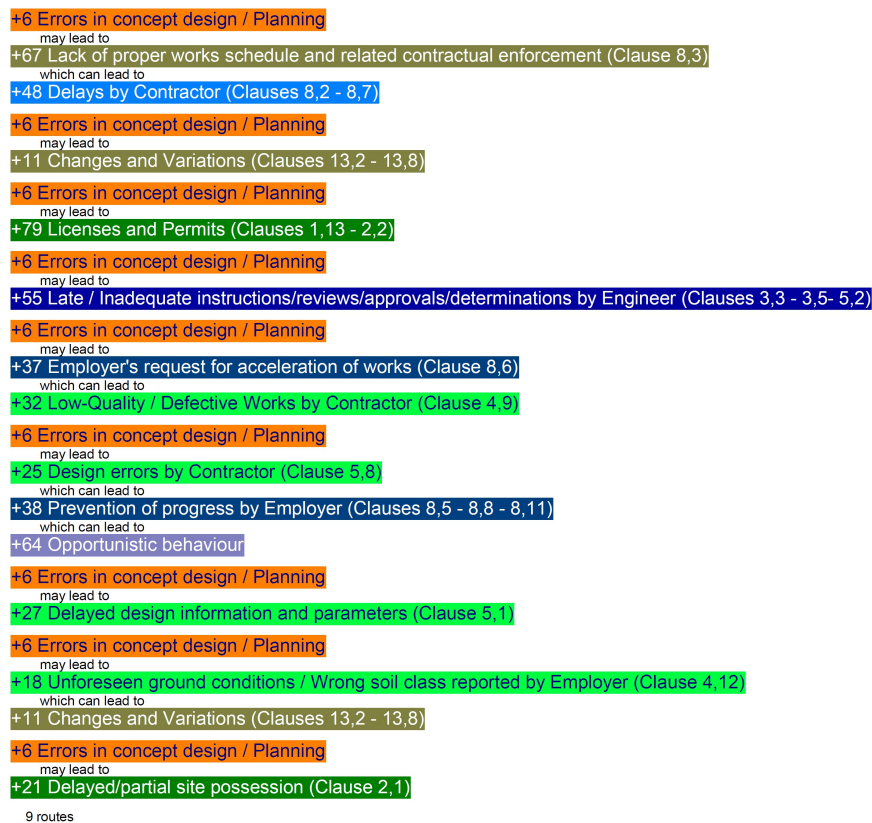 +6 Errors in concept design / Planning
may lead to
+67 Lack of proper works schedule and related contractual enforcement (Clause 8,3)
which can lead to
+48 Delays by Contractor (Clauses 8,2 - 8,7)
+6 Errors in concept design / Planning
may lead to
+11 Changes and Variations (Clauses 13,2 - 13,8)
+6 Errors in concept design / Planning
may lead to
+79 Licenses and Permits (Clauses 1,13 - 2,2)
+6 Errors in concept design / Planning
may lead to
+55 Late / Inadequate instructions/reviews/approvals/determinations by Engineer (Clauses 3,3 - 3,5- 5,2)
+6 Errors in concept design / Planning
may lead to
+37 Employer's request for acceleration of works (Clause 8,6)
which can lead to
+32 Low-Quality / Defective Works by Contractor (Clause 4,9)
+6 Errors in concept design / Planning
may lead to
+25 Design errors by Contractor (Clause 5,8)
which can lead to
+38 Prevention of progress by Employer (Clauses 8,5 - 8,8 - 8,11)
which can lead to
+64 Opportunistic behaviour
+6 Errors in concept design / Planning
may lead to
+27 Delayed design information and parameters (Clause 5,1)
+6 Errors in concept design / Planning
may lead to
+18 Unforeseen ground conditions / Wrong soil class reported by Employer (Clause 4,12)
which can lead to
+11 Changes and Variations (Clauses 13,2 - 13,8)
+6 Errors in concept design / Planning
may lead to
+21 Delayed/partial site possession (Clause 2,1)
9 routes